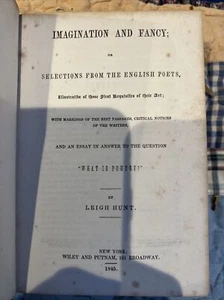 IMAGINATION AND FANCY;
OR
SELECTIONS FROM THE ENGLISH POETS,
Illustrative of those First Requisites of their Art;
WITH MARKINGS OF THE BEST PASSAGES, CRITICAL NOTICES
OF THE WRITERS,
AND AN ESSAY IN ANSWER TO THE QUESTION
"WHAT IS POETRY?"
BY
LEIGH HUNT.
NEW YORK:
WILEY AND PUTNAM, 161 BROADWAY.
1845.